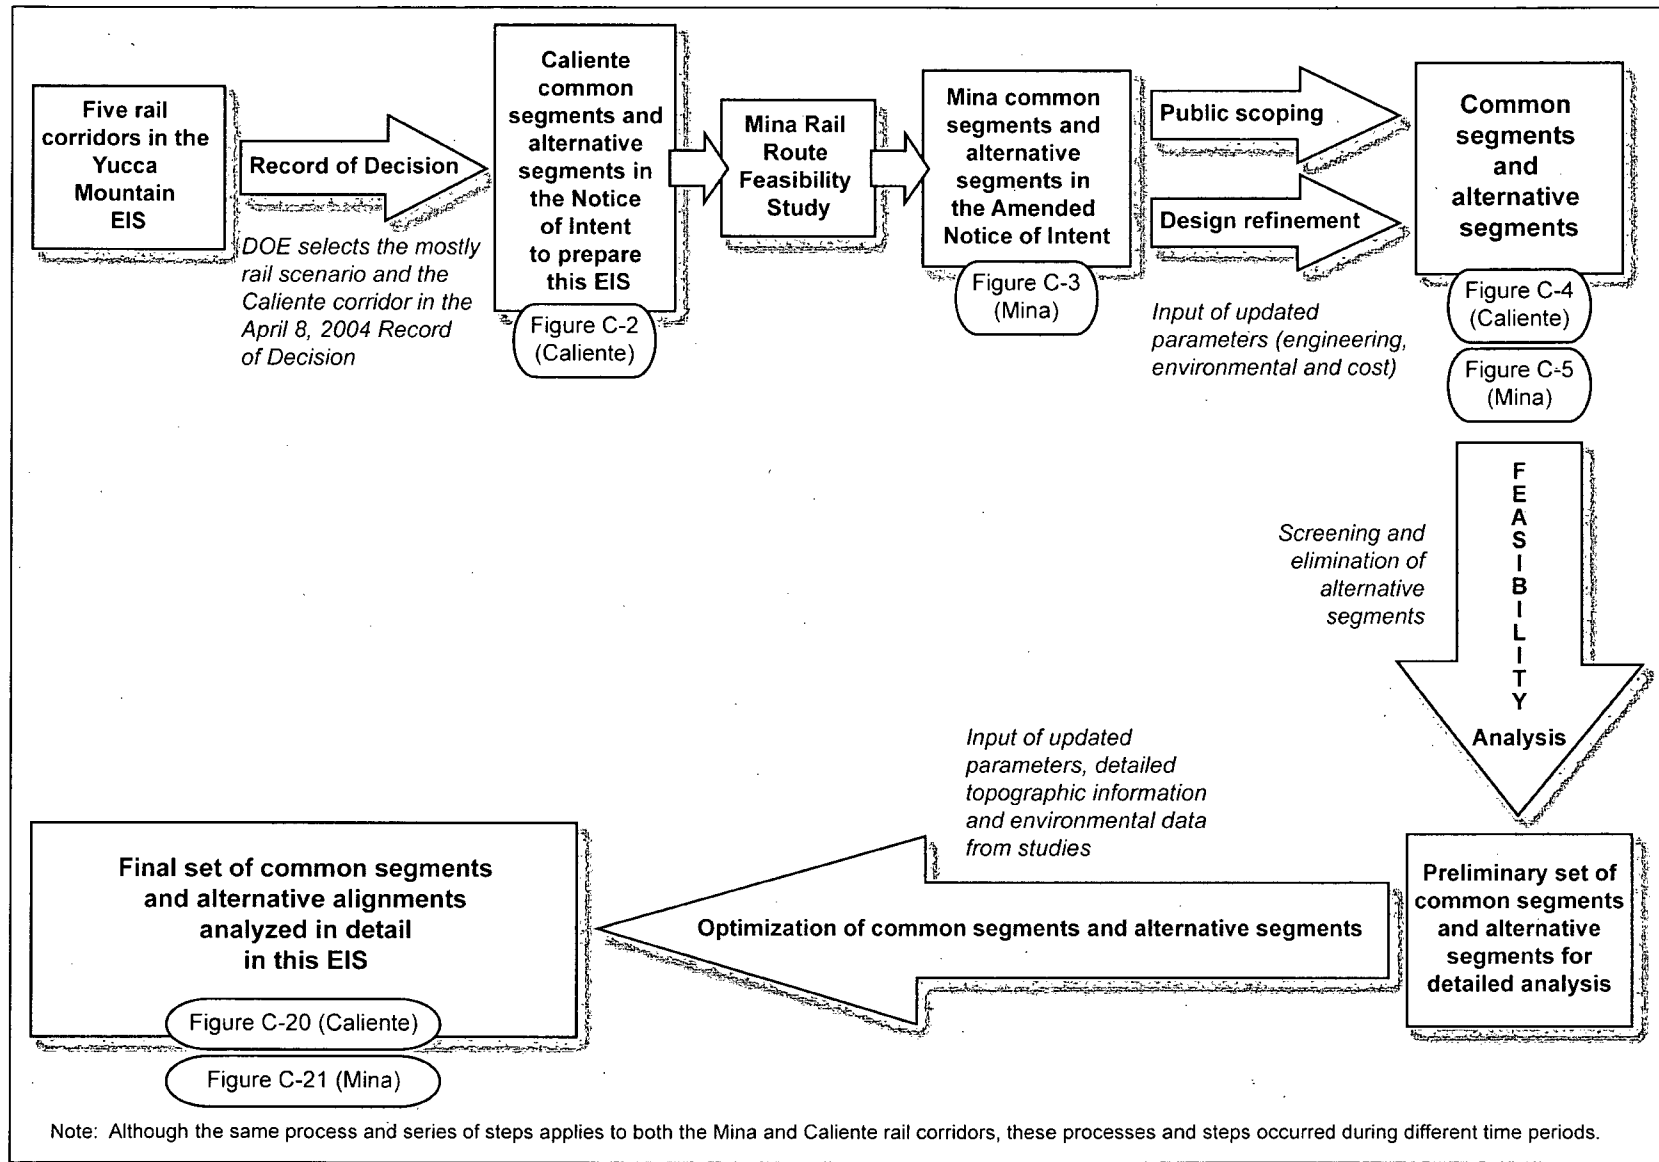 Five rail
corridors in the
Yucca
Mountain
EIS
Record of Decision
DOE selects the mostly
rail scenario and the
Caliente corridor in the
April 8, 2004 Record
of Decision
Caliente
common
segments and
alternative
segments in
the Notice
of Intent
to prepare
this EIS
Figure C-2
(Caliente)
Mina Rail
Route
Feasibility
Study
Mina common
segments and
alternative
segments in
the Amended
Notice of Intent
Figure C-3
(Mina)
Public scoping
Design refinement
Input of updated
parameters (engineering,
environmental and cost)
Common
segments
and
alternative
segments
Figure C-4
(Caliente)
Figure C-5
(Mina)
FEASIBILITY
Analysis
Screening and
elimination of
alternative
segments
Preliminary set of
common segments
and alternative
segments for
detailed analysis
Input of updated
parameters, detailed
topographic information
and environmental data
from studies
Optimization of common segments and alternative segments
Final set of common segments
and alternative alignments
analyzed in detail
in this EIS
Figure C-20 (Caliente)
Figure C-21 (Mina)
Note: Although the same process and series of steps applies to both the Mina and Caliente rail corridors, these processes and steps occurred during different time periods.